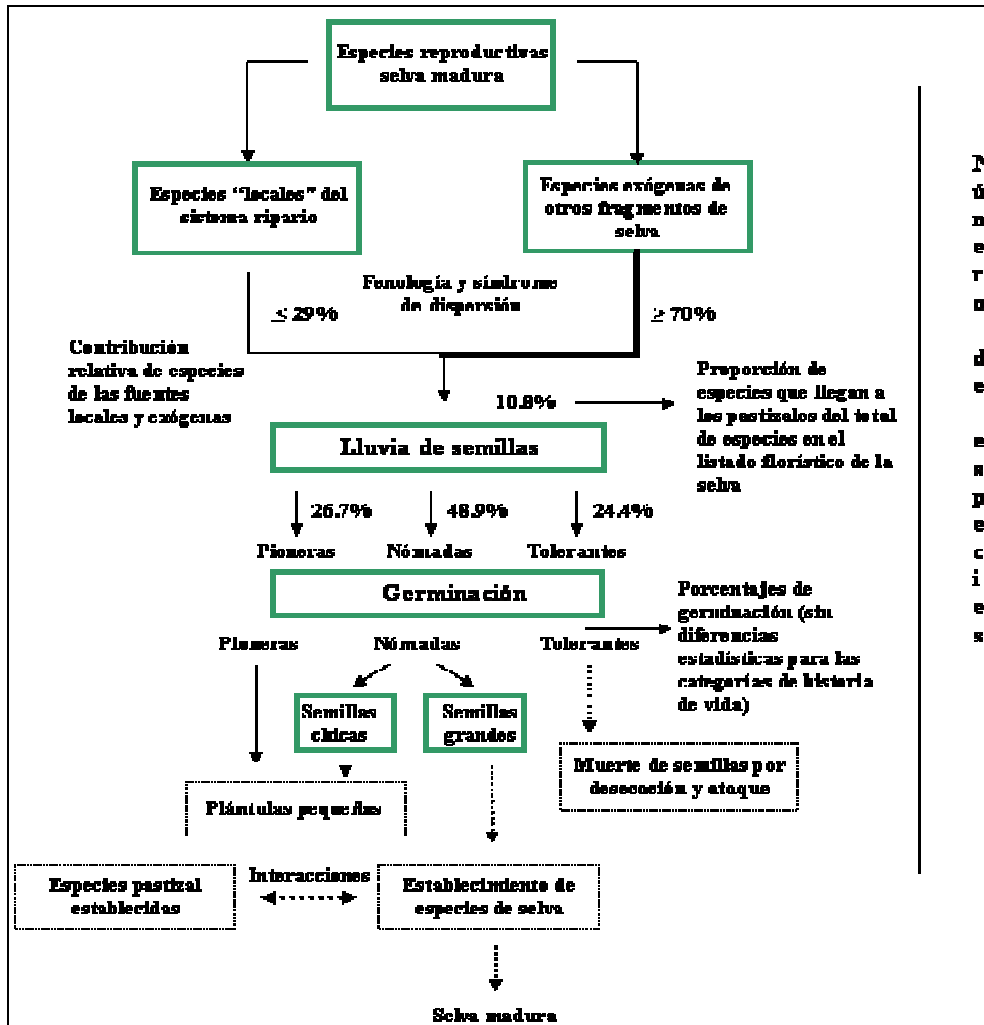 Especies reproductivas
selva madura
Especies “locales” del
sistema ripario
Especies exógenas de
otros fragmentos de
selva
Fenología y síndrome
de dispersión
≤ 29%
≥ 70%
Contribución
relativa de especies
de las fuentes
locales y exógenas
10.8%
Proporción de
especies que llegan a
los pastizales del total
de especies en el
listado florístico de la
selva
Lluvia de semillas
26.7%
48.9%
24.4%
Pioneras
Nómadas
Tolerantes
Germinación
Porcentajes de
germinación (sin
diferencias
estadísticas para las
categorías de historia
de vida)
Pioneras
Nómadas
Tolerantes
Semillas
chicas
Semillas
grandes
Muerte de semillas por
desecación y ataque
Plántulas pequeñas
Especies pastizal
establecidas
Interacciones
Establecimiento de
especies de selva
Selva madura
Número de especies